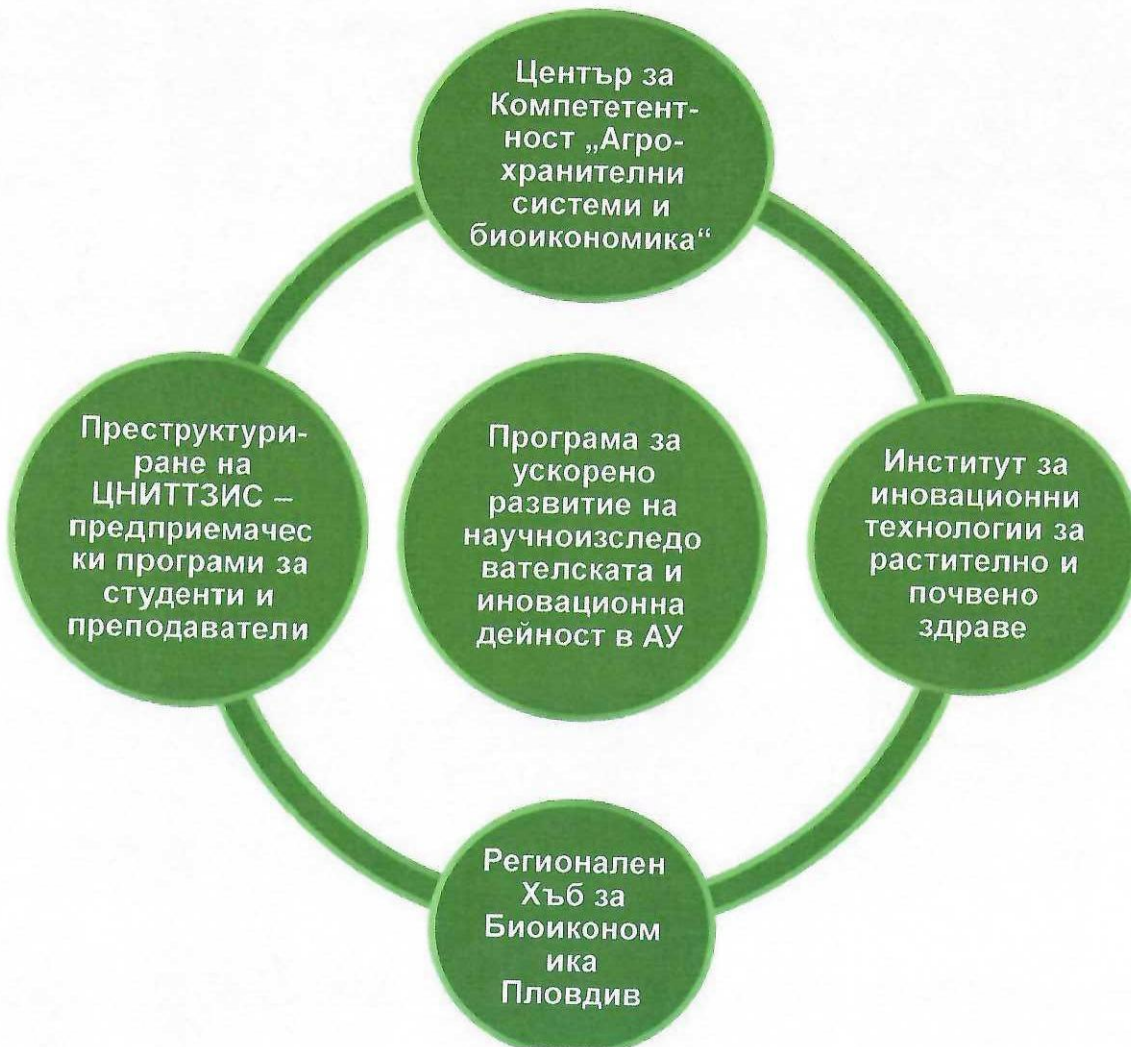 Център за
Компететент-
ност „Агро-
хранителни
системи и
биоикономика“
Преструктури-
ране на
ЦНИТТЗИС –
предприемачес
ки програми за
студенти и
преподаватели
Програма за
ускорено
развитие на
научноизследо
вателската и
иновационна
дейност в АУ
Институт за
иновационни
технологии за
растително и
почвено
здраве
Регионален
Хъб за
Биоиконом
ика
Пловдив